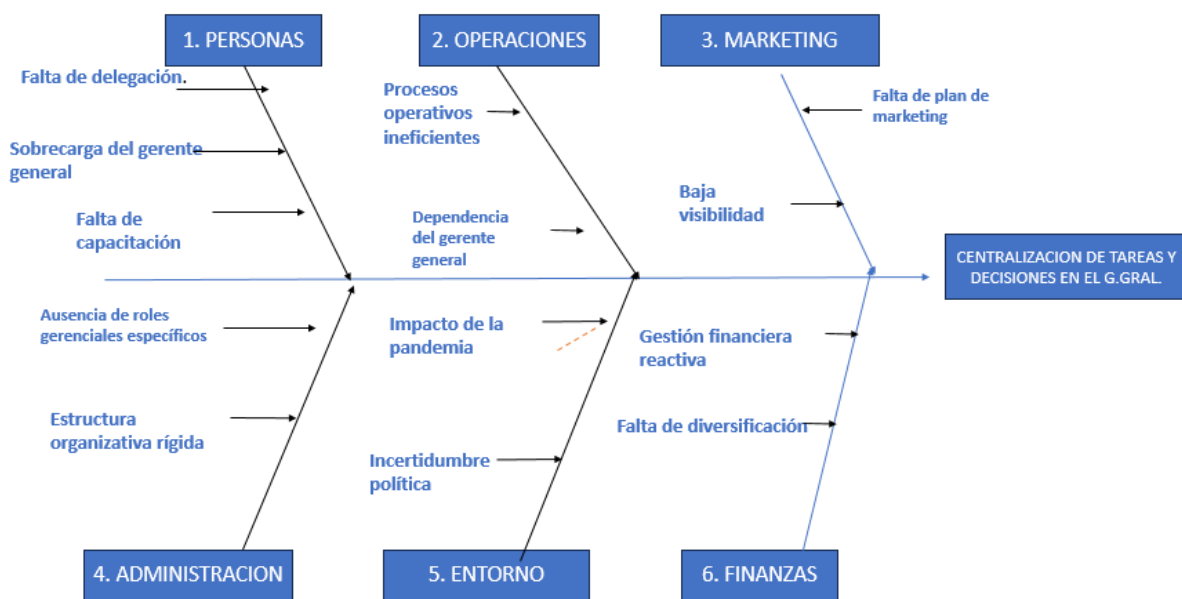 1. PERSONAS
2. OPERACIONES
3. MARKETING
Falta de delegación.
Sobrecarga del gerente
general
Falta de
capacitación
Procesos
operativos
ineficientes
Dependencia
del gerente
general
Falta de plan de
marketing
Baja
visibilidad
CENTRALIZACION DE TAREAS Y
DECISIONES EN EL G.GRAL.
Ausencia de roles
gerenciales específicos
Estructura
organizativa rígida
Impacto de la
pandemia
Incertidumbre
política
Gestión financiera
reactiva
Falta de diversificación
4. ADMINISTRACION
5. ENTORNO
6. FINANZAS